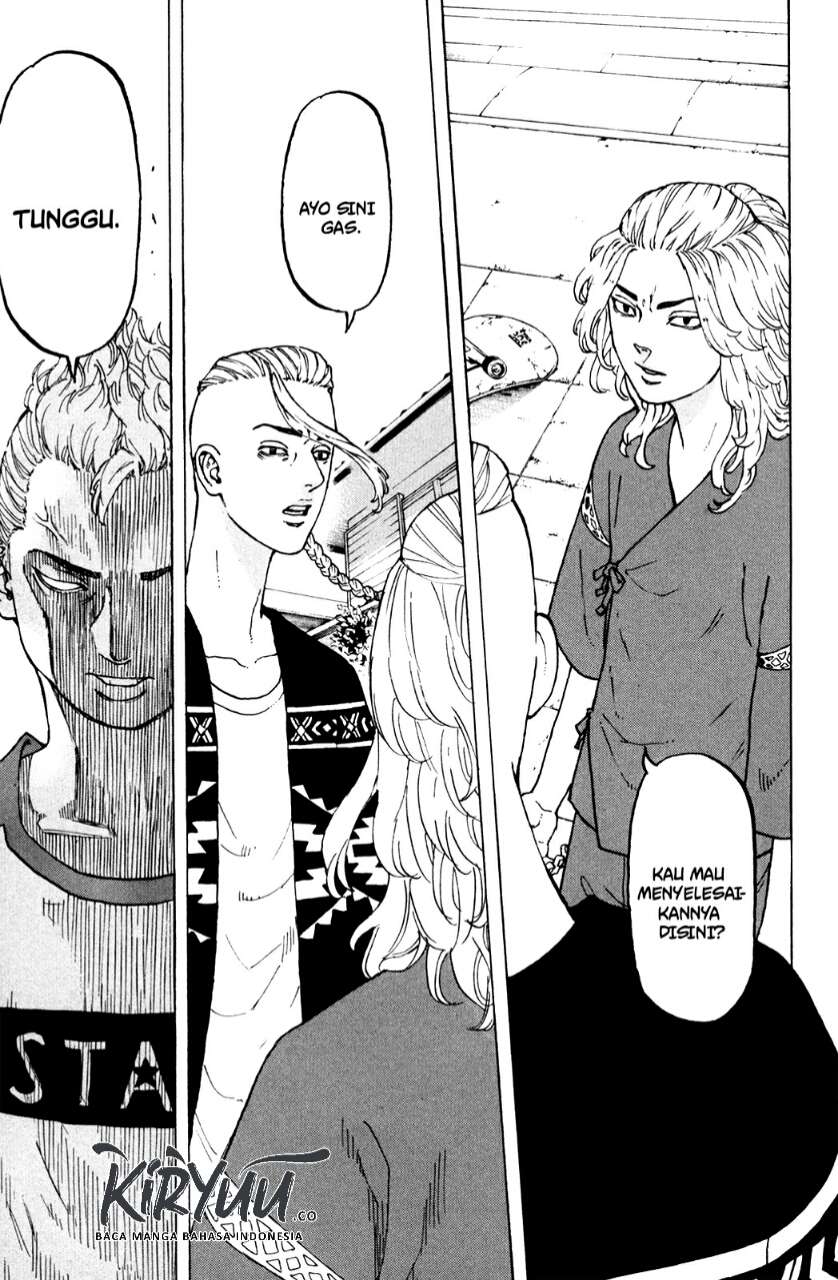 KAU MAU
MENYELESAI-
KANNYA
DISINI?
AYO SINI
GAS.
TUNGGU.
STA
KIRYUU.CO
BACA MANGA BAHASA INDONESIA